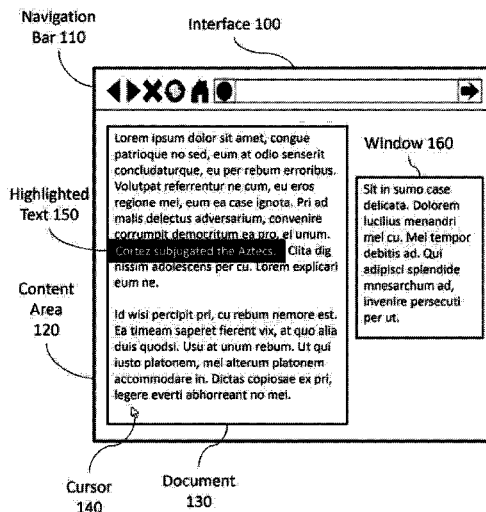 Navigation
Bar 110
Interface 100
Lorem ipsum dolor sit amet, congue
patrioque no sed, eum at odio senserit
concludaturque, eu per rebum erroribus.
Volutpat referrentur ne cum, eu eros
regione mei, eum ea case ignota. Pri ad
malis delectus adversarium, convenire
corrumpit democritum ea pro, ei unum.
Cortez subjugated the Aztecs. Clita dig
nissim adolescens per cu. Lorem explicari
eum ne.
Id wisi percipit pri, cu rebum nemore est.
Ea timeam saperet fierent vix, at quo alia
duis quodsi. Usu at unum rebum. Ut qui
iusto platonem, mel alterum platonem
accommodare in. Dictas copiosae ex pri,
legere everti abhorreant no mei.
Window 160
Sit in sumo case
delicata. Dolorem
lucilius menandri
mel cu. Mei tempor
debitis ad. Qui
adipisci splendide
mnesarchum ad,
invenire persecuti
per ut.
Highlighted
Text 150
Content
Area
120
Cursor
140
Document
130